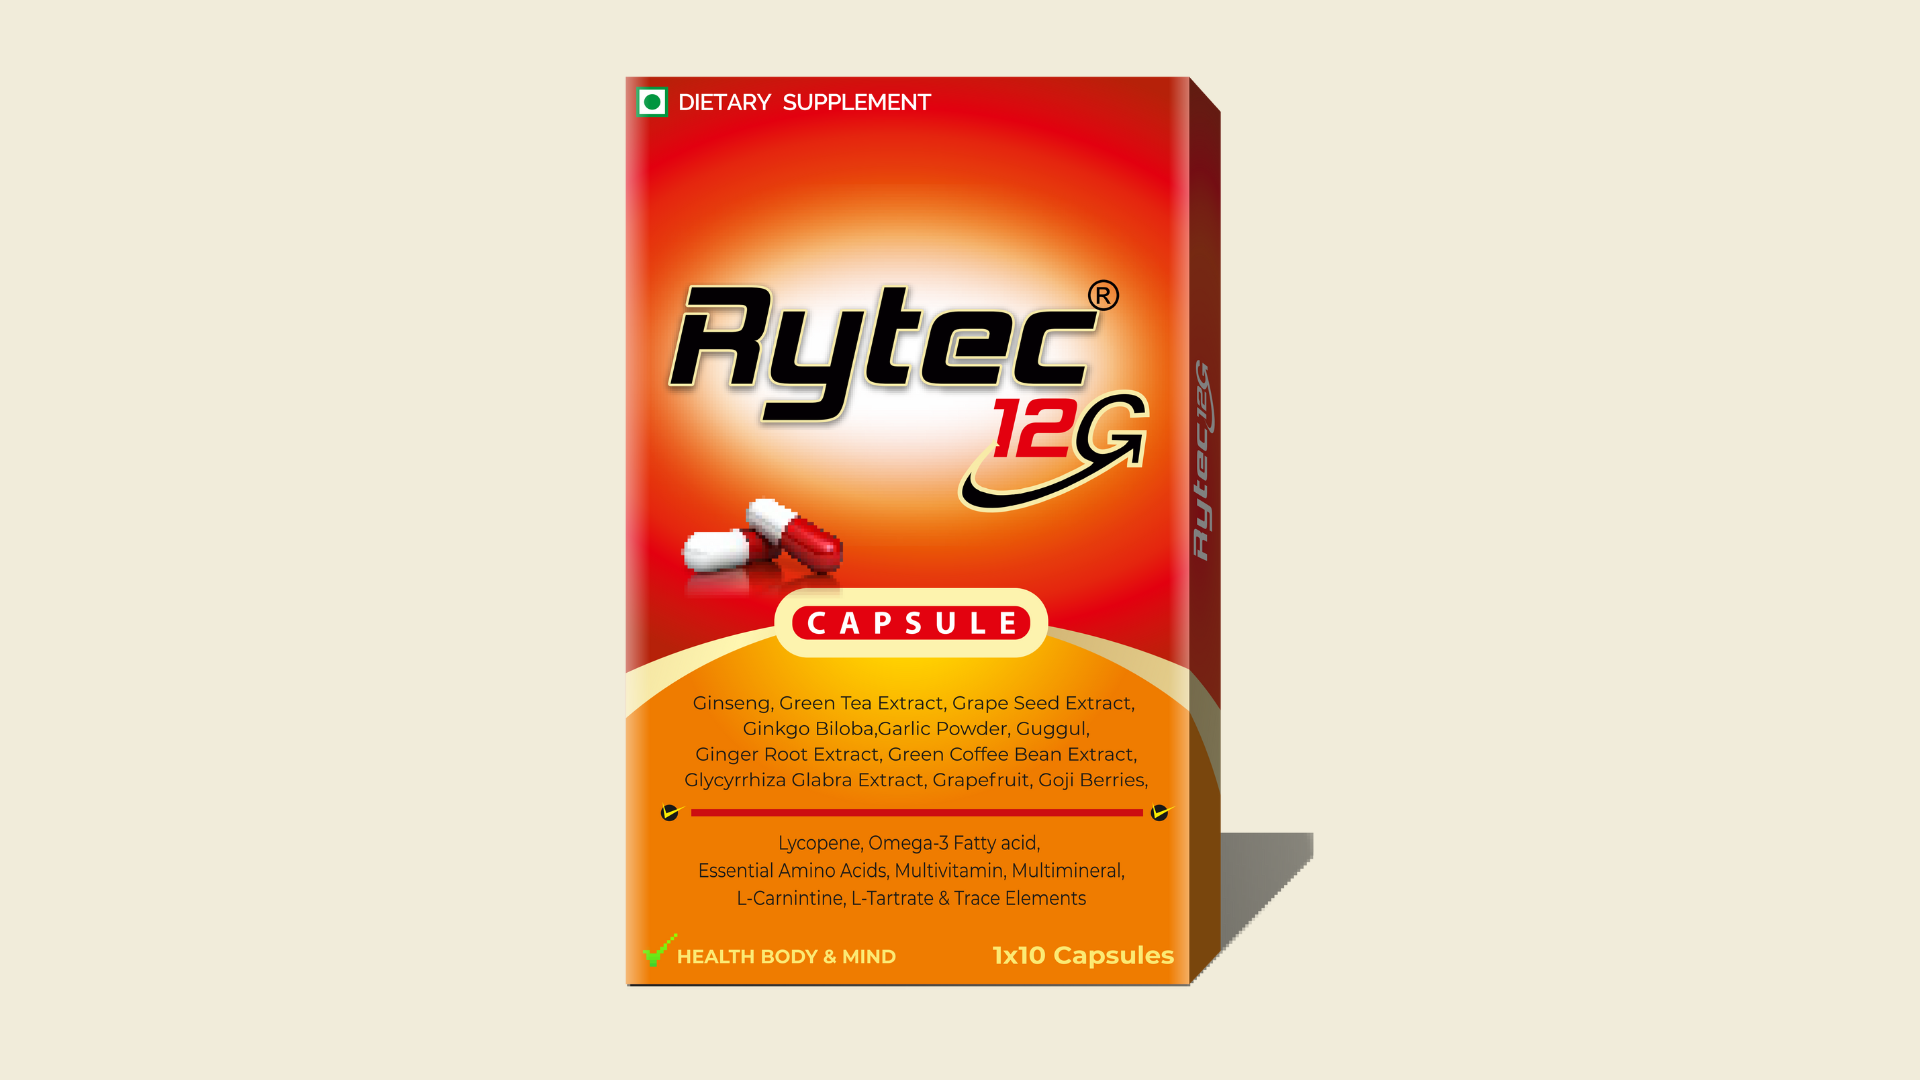 DIETARY SUPPLEMENT
Rytec®
12G
CAPSULE
Ginseng, Green Tea Extract, Grape Seed Extract,
Ginkgo Biloba,Garlic Powder, Guggul,
Ginger Root Extract, Green Coffee Bean Extract,
Glycyrrhiza Glabra Extract, Grapefruit, Goji Berries,
Lycopene, Omega-3 Fatty acid,
Essential Amino Acids, Multivitamin, Multimineral,
L-Carnintine, L-Tartrate & Trace Elements
HEALTH BODY & MIND
1x10 Capsules
Rytec 12G